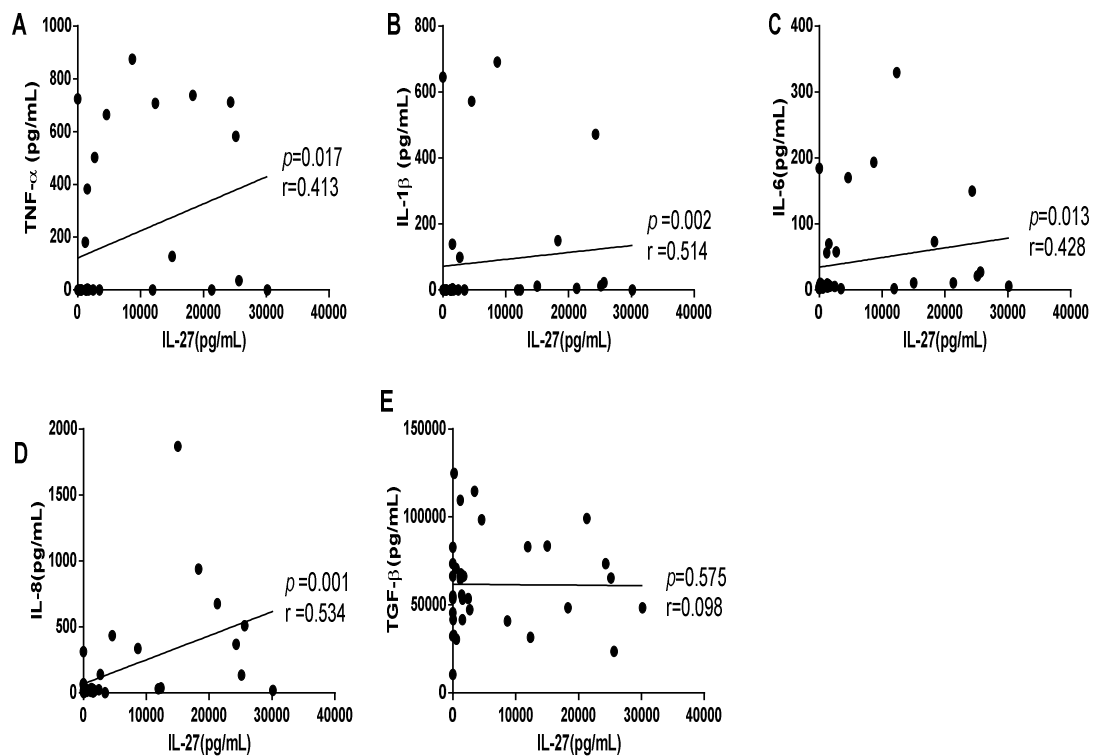 A
1000
800
600
400
200
0
TNF-α (pg/mL)
p=0.017
r=0.413
0 10000 20000 30000 40000
IL-27(pg/mL)
B
800
600
400
200
0
IL-1β (pg/mL)
p =0.002
r =0.514
0 10000 20000 30000 40000
IL-27(pg/mL)
C
400
300
200
100
0
IL-6(pg/mL)
p=0.013
r=0.428
0 10000 20000 30000 40000
IL-27(pg/mL)
D
2000
1500
1000
500
0
IL-8(pg/mL)
p =0.001
r =0.534
0 10000 20000 30000 40000
IL-27(pg/mL)
E
150000
100000
50000
0
TGF-β(pg/mL)
p=0.575
r=0.098
0 10000 20000 30000 40000
IL-27(pg/mL)